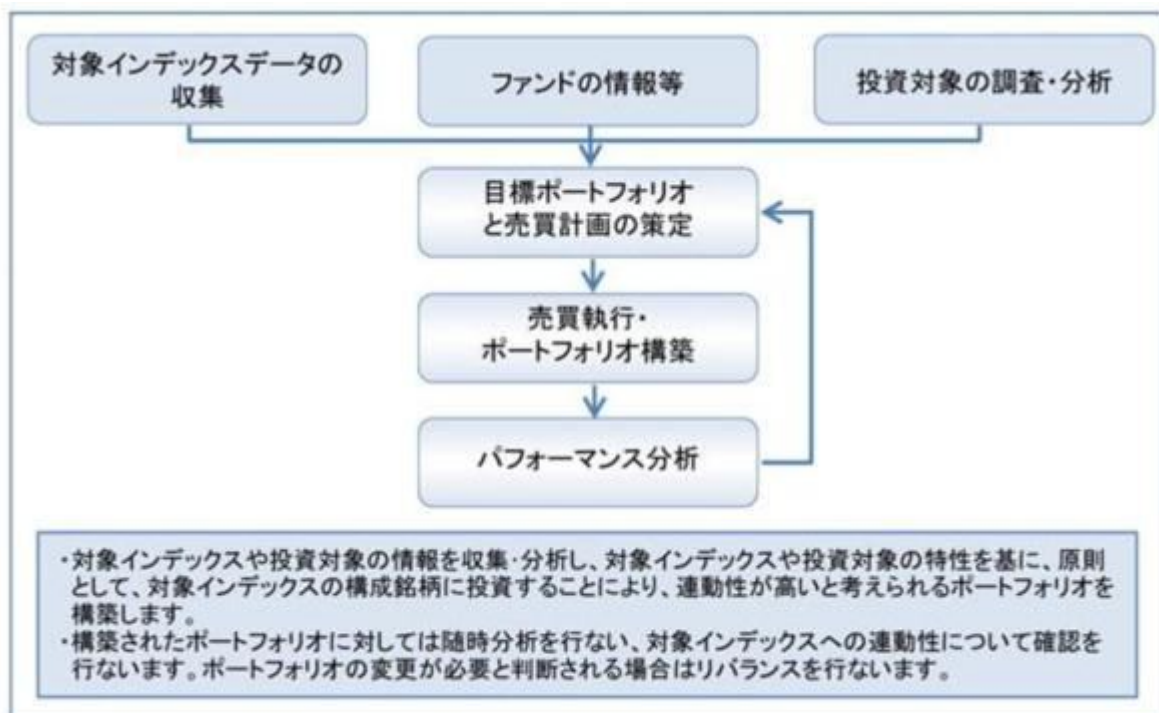 対象インデックスデータの
収集
ファンドの情報等
投資対象の調査・分析
目標ポートフォリオ
と売買計画の策定
売買執行・
ポートフォリオ構築
パフォーマンス分析
・対象インデックスや投資対象の情報を収集・分析し、対象インデックスや投資対象の特性を基に、原則
として、対象インデックスの構成銘柄に投資することにより、連動性が高いと考えられるポートフォリオを
構築します。
・構築されたポートフォリオに対しては随時分析を行ない、対象インデックスへの連動性について確認を
行ないます。ポートフォリオの変更が必要と判断される場合はリバランスを行ないます。